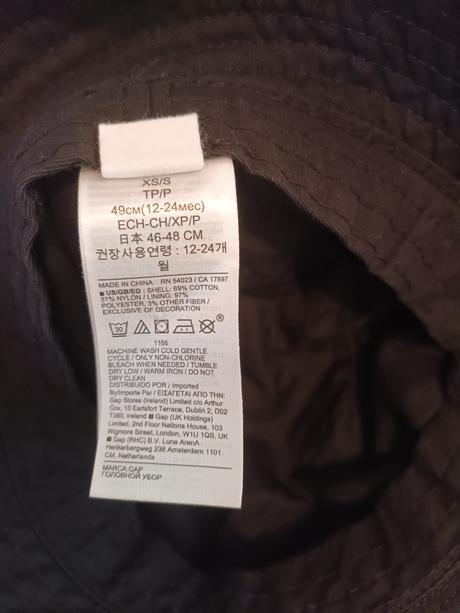 XS/S
TP/P
49см(12-24мес)
ECH-CH/XP/P
日本 46-48 CM
권장사용연령 : 12-24개
월
MADE IN CHINA RN 54023 / CA 17897
■ US/GB/EG : SHELL: 69% COTTON,
31% NYLON / LINING: 97%
POLYESTER, 3% OTHER FIBER /
EXCLUSIVE OF DECORATION
30
1166
MACHINE WASH COLD GENTLE
CYCLE / ONLY NON-CHLORINE
BLEACH WHEN NEEDED / TUMBLE
DRY LOW / WARM IRON / DO NOT
DRY CLEAN
DISTRIBUIDO POR / Imported
By/Importe Par / ΕΙΣΑΓΕΤΑΙ ΑΠΟ ΤΗΝ:
Gap Stores (Ireland) Limited c/o Arthur
Cox, 10 Earlsfort Terrace, Dublin 2, D02
T380, Ireland ■ Gap (UK Holdings)
Limited, 2nd Floor Nations House, 103
Wigmore Street, London, W1U 1QS, UK
■ Gap (RHC) B.V. Luna ArenA
Herikerbergweg 238 Amsterdam 1101
CM, Netherlands
МАРСА:GAP
ГОЛОВНОЙ УБОР